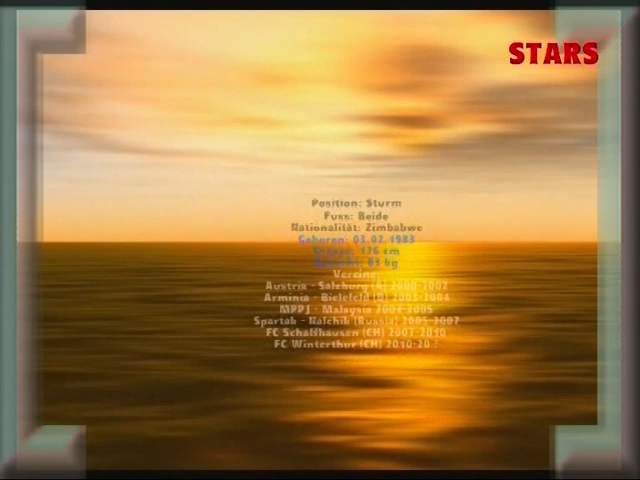 STARS
Position: Sturm
Fuss: Beide
Nationalität: Zimbabwe
Geboren: 03.02.1983
Grösse: 176 cm
Gewicht: 83 kg
Vereine:
Austria - Salzburg (A) 2000-2002
Arminia - Bielefeld (D) 2003-2004
MPPJ - Malaysia 2004-2005
Spartak - Nalchik (Russia) 2005-2007
FC Schaffhausen (CH) 2007-2010
FC Winterthur (CH) 2010-20 ?